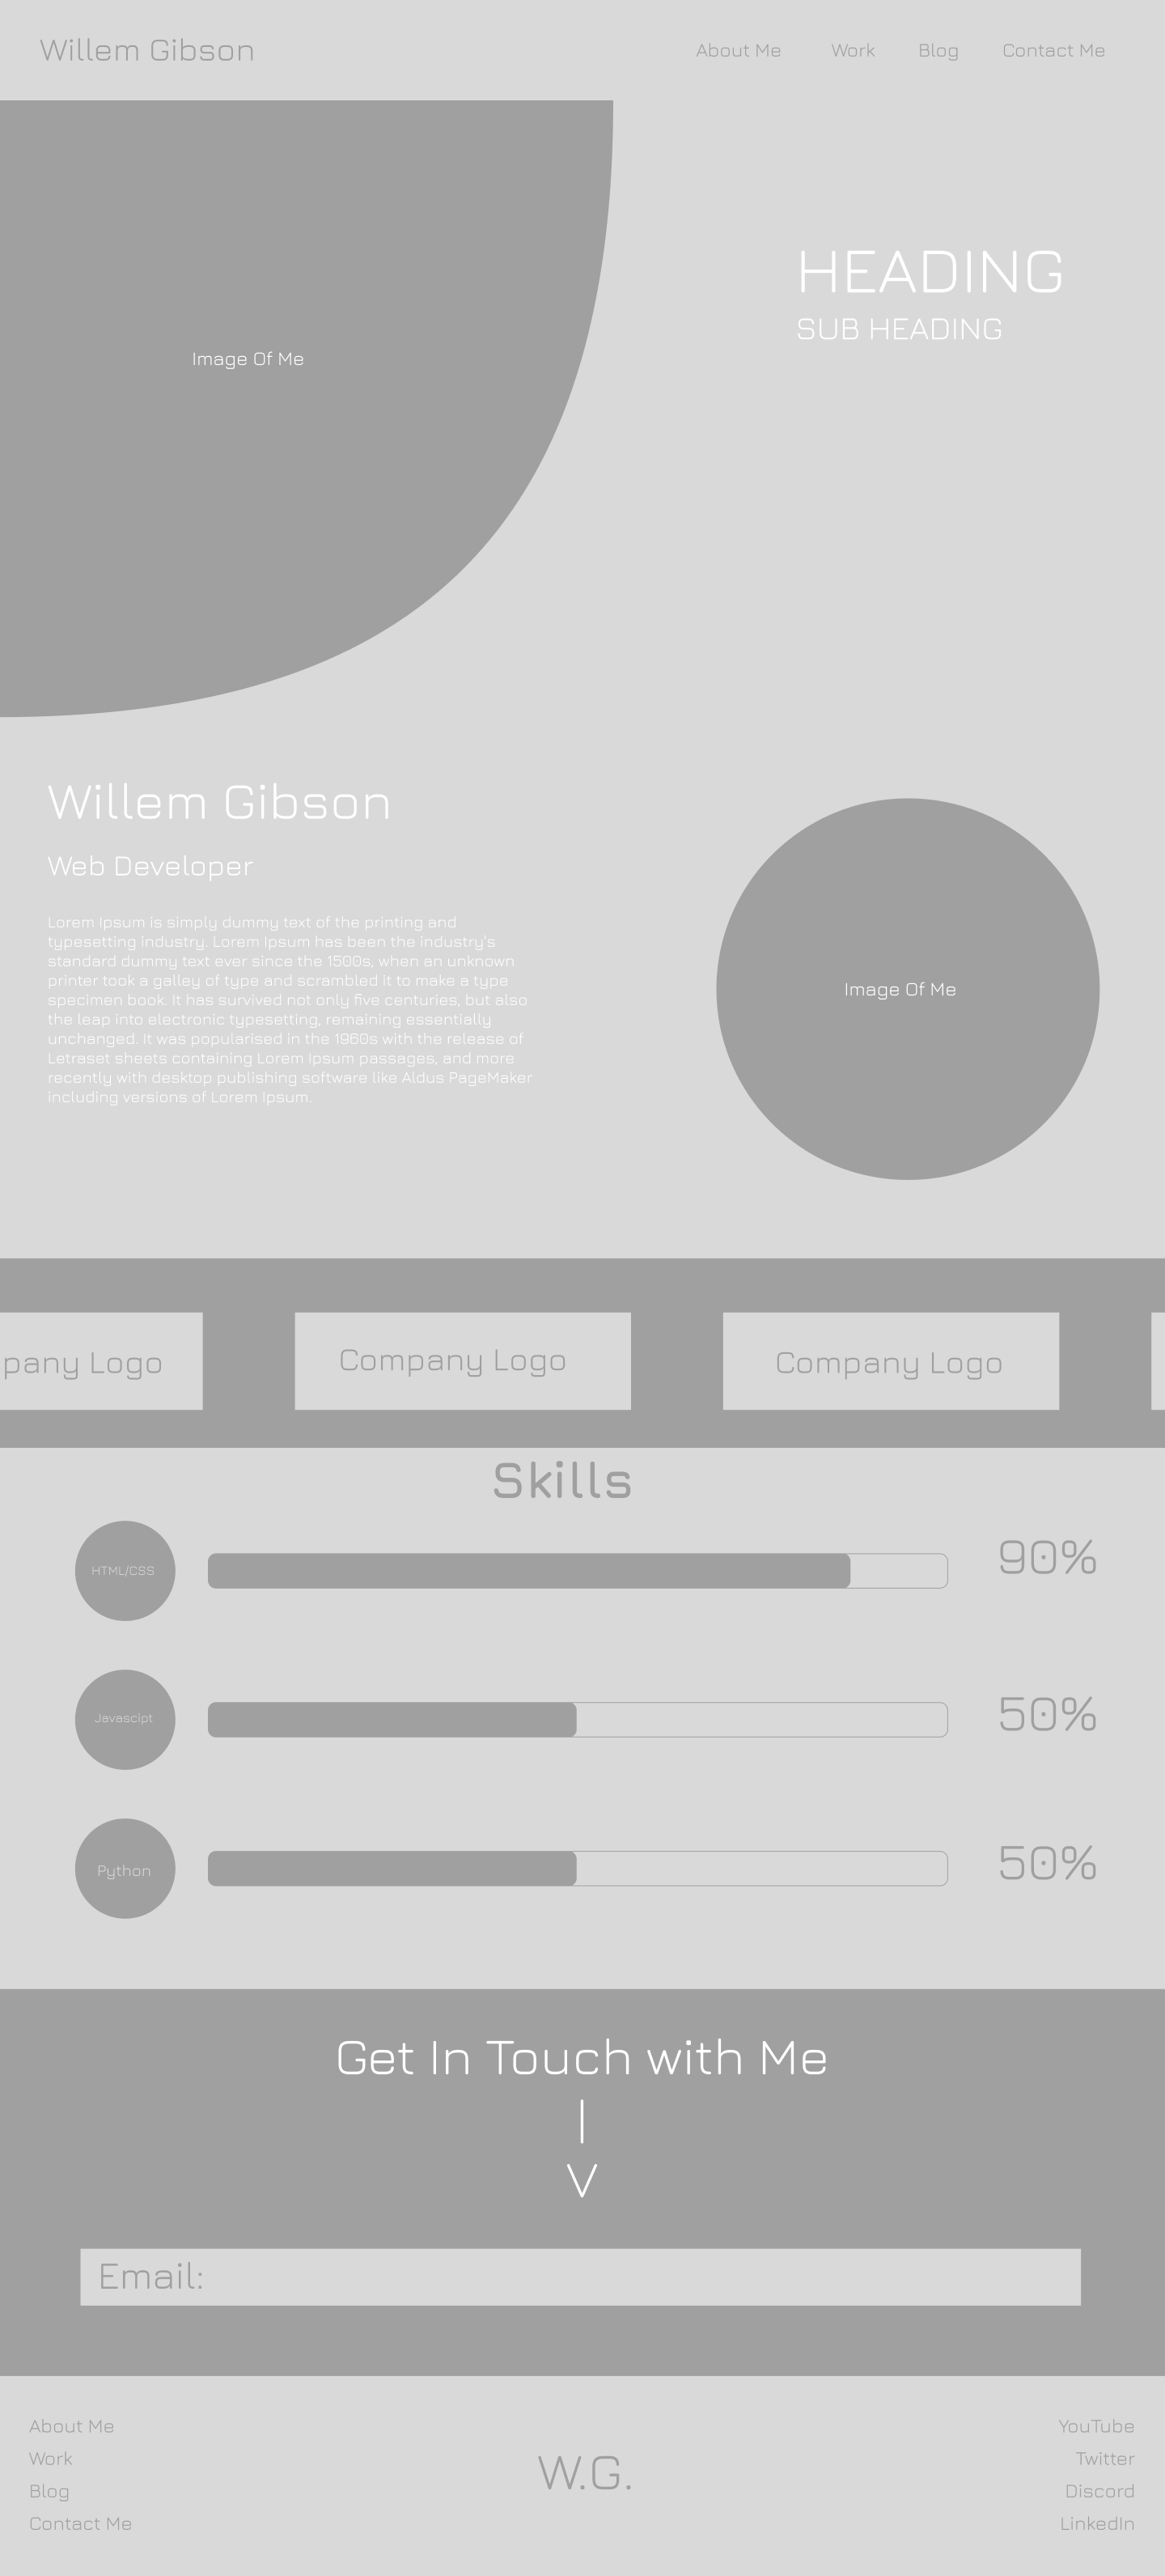 Willem Gibson
About Me Work Blog Contact Me
HEADING
SUB HEADING
Image Of Me
Willem Gibson
Web Developer
Lorem Ipsum is simply dummy text of the printing and
typesetting industry. Lorem Ipsum has been the industry's
standard dummy text ever since the 1500s, when an unknown
printer took a galley of type and scrambled it to make a type
specimen book. It has survived not only five centuries, but also
the leap into electronic typesetting, remaining essentially
unchanged. It was popularised in the 1960s with the release of
Letraset sheets containing Lorem Ipsum passages, and more
recently with desktop publishing software like Aldus PageMaker
including versions of Lorem Ipsum.
Image Of Me
pany Logo
Company Logo
Company Logo
Skills
HTML/CSS
90%
Javascipt
50%
Python
50%
Get In Touch with Me
|
V
Email:
About Me
Work
Blog
Contact Me
W.G.
YouTube
Twitter
Discord
LinkedIn